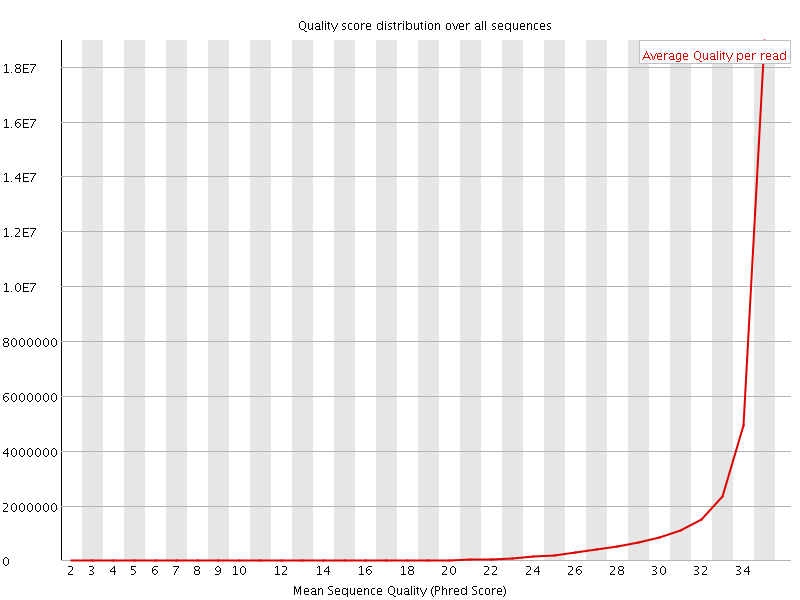 Quality score distribution over all sequences
Average Quality per read
1.8E7
1.6E7
1.4E7
1.2E7
1.0E7
8000000
6000000
4000000
2000000
0
2 3 4 5 6 7 8 9 10 12 14 16 18 20 22 24 26 28 30 32 34
Mean Sequence Quality (Phred Score)